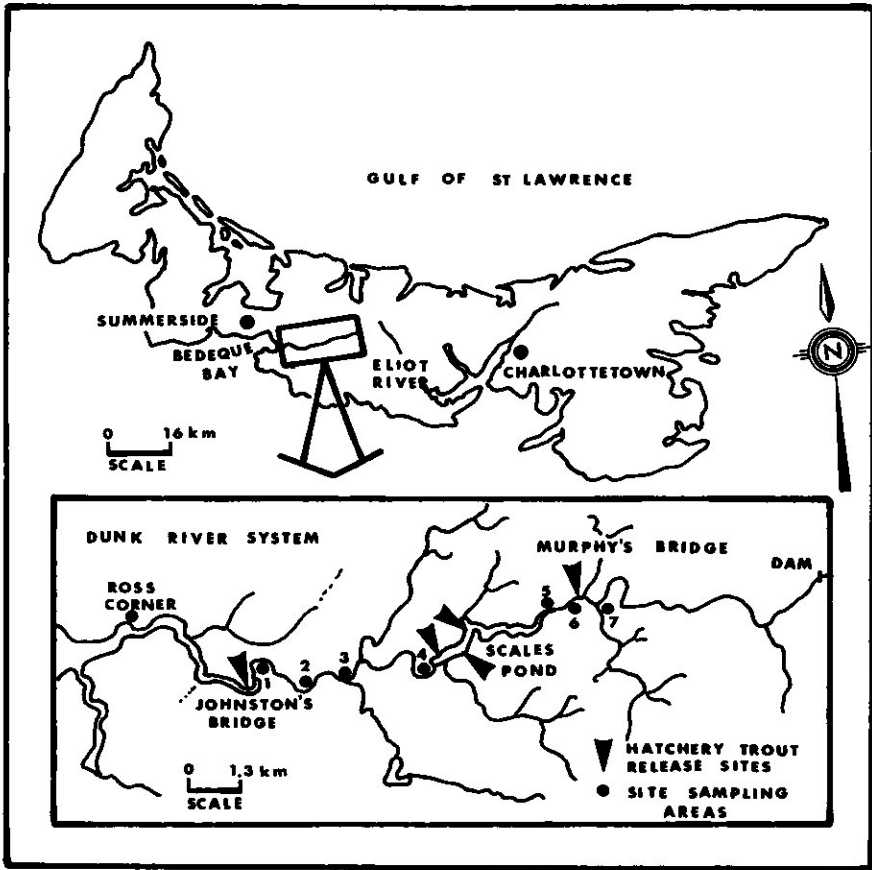 GULF OF ST LAWRENCE
SUMMERSIDE
BEDEQUE
BAY
ELIOT
RIVER
CHARLOTTETOWN
N
0 16 km
SCALE
DUNK RIVER SYSTEM
MURPHY'S BRIDGE
DAM
ROSS
CORNER
5
6
7
SCALES
POND
4
3
2
1
JOHNSTON'S
BRIDGE
0 1.3 km
SCALE
HATCHERY TROUT
RELEASE SITES
SITE SAMPLING
AREAS